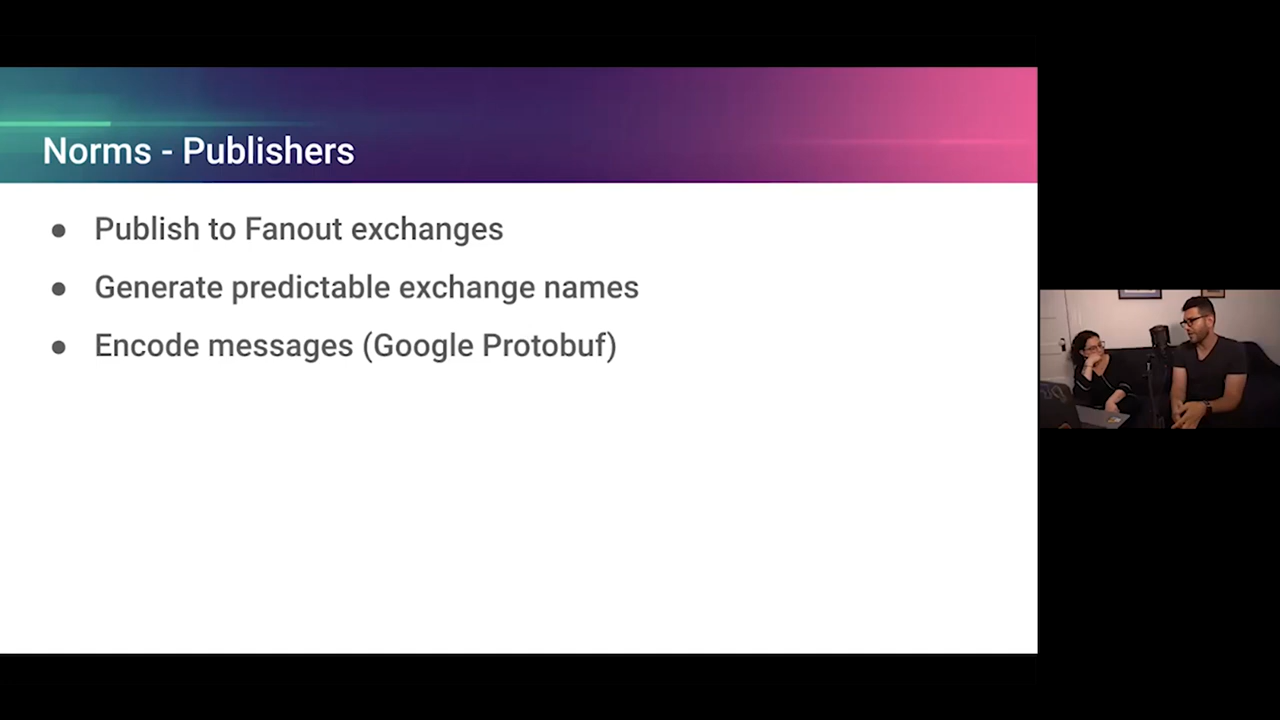 Norms - Publishers
● Publish to Fanout exchanges
● Generate predictable exchange names
● Encode messages (Google Protobuf)